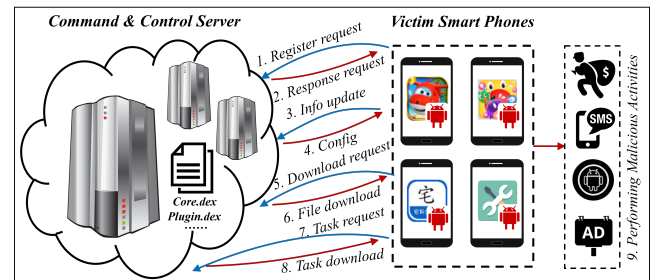 Command & Control Server
Victim Smart Phones
1. Register request
2. Response request
3. Info update
4. Config
5. Download request
6. File download
7. Task request
8. Task download
Core.dex
Plugin.dex
......
宅
SMS
$
AD
9. Performing Malicious Activities